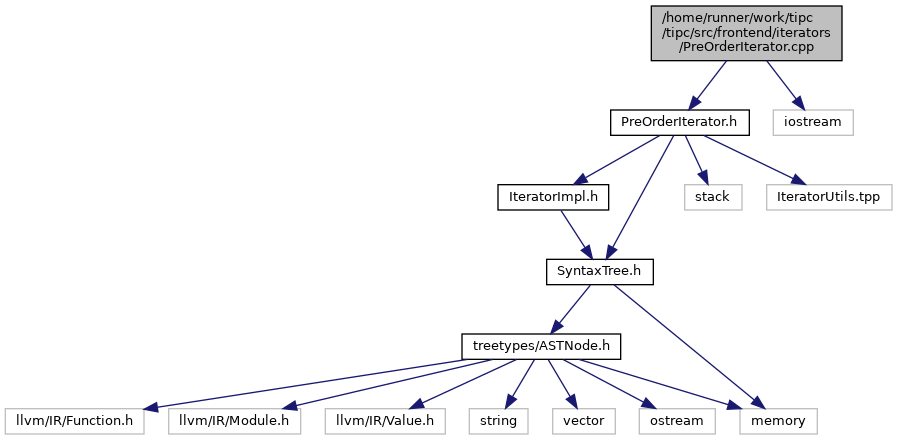 /home/runner/work/tipc
/tipc/src/frontend/iterators
/PreOrderIterator.cpp
PreOrderIterator.h
iostream
IteratorImpl.h
stack
IteratorUtils.tpp
SyntaxTree.h
treetypes/ASTNode.h
llvm/IR/Function.h
llvm/IR/Module.h
llvm/IR/Value.h
string
vector
ostream
memory